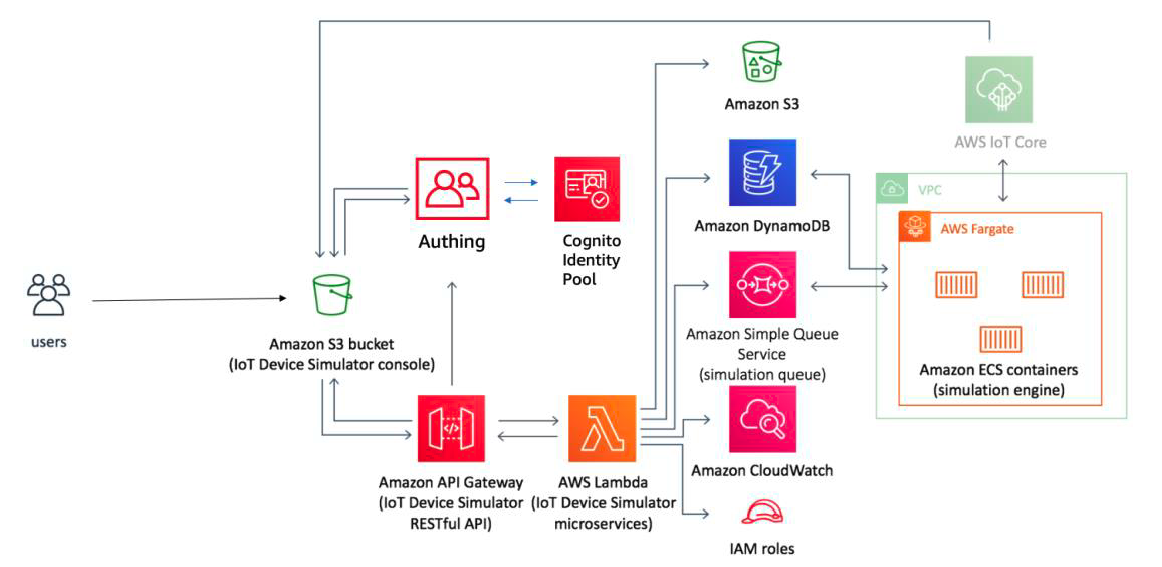 Amazon S3
AWS IoT Core
VPC
AWS Fargate
Amazon DynamoDB
Authing
Cognito
Identity
Pool
users
Amazon S3 bucket
(IoT Device Simulator console)
Amazon Simple Queue
Service
(simulation queue)
Amazon ECS containers
(simulation engine)
Amazon CloudWatch
Amazon API Gateway
(IoT Device Simulator
RESTful API)
AWS Lambda
(IoT Device Simulator
microservices)
IAM roles